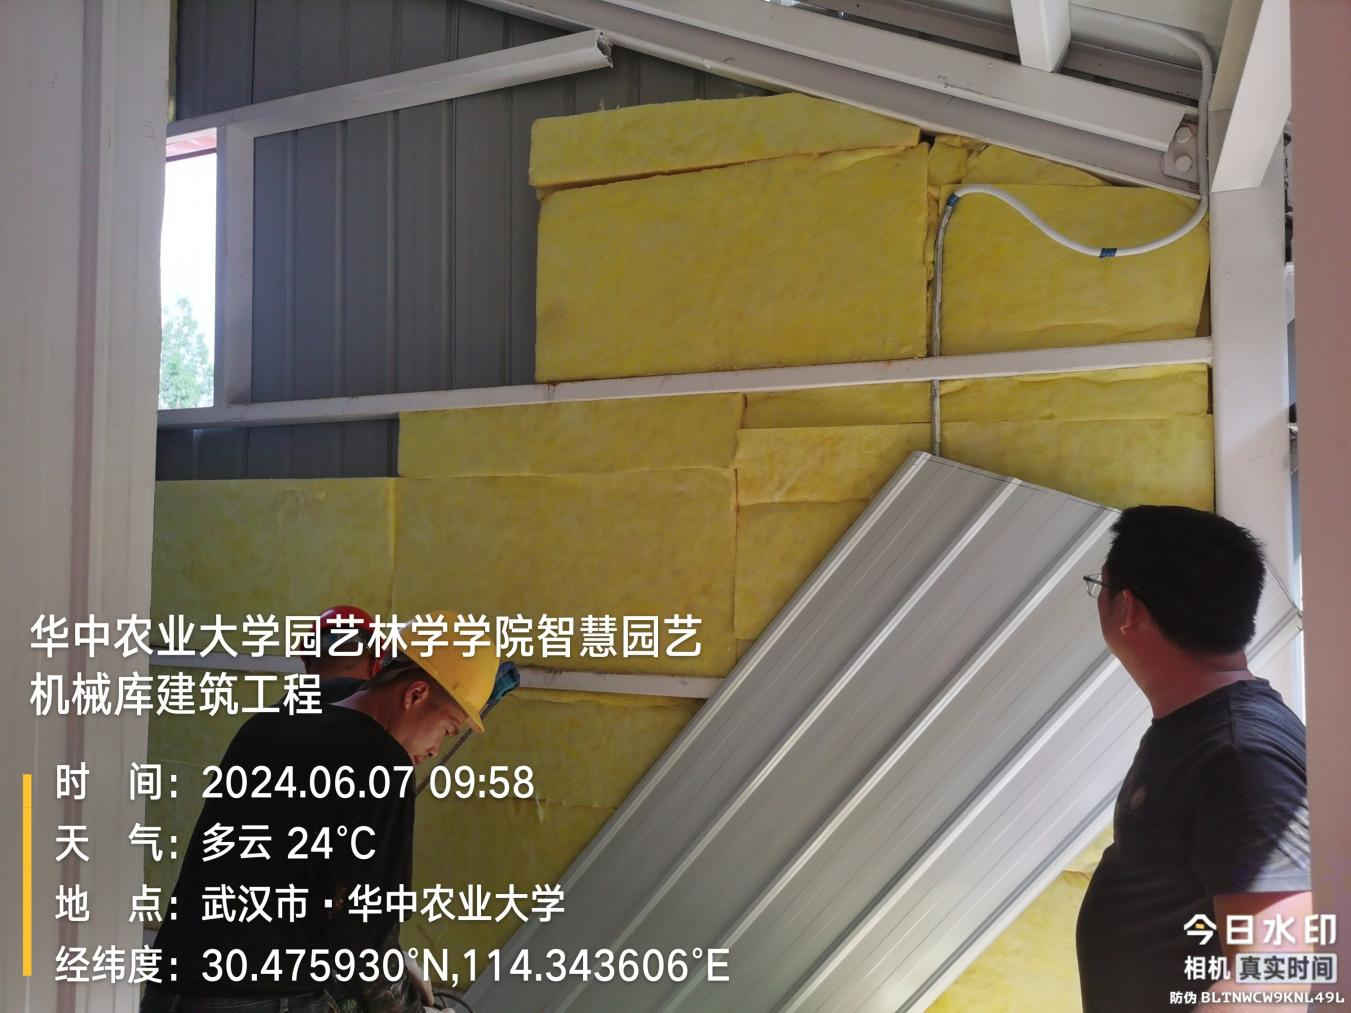 华中农业大学园艺林学学院智慧园艺
机械库建筑工程
时 间：2024.06.07 09:58
天 气：多云 24°C
地 点：武汉市·华中农业大学
经纬度：30.475930°N,114.343606°E
今日水印
相机 真实时间
防伪 BLTNWCW9KNL49L